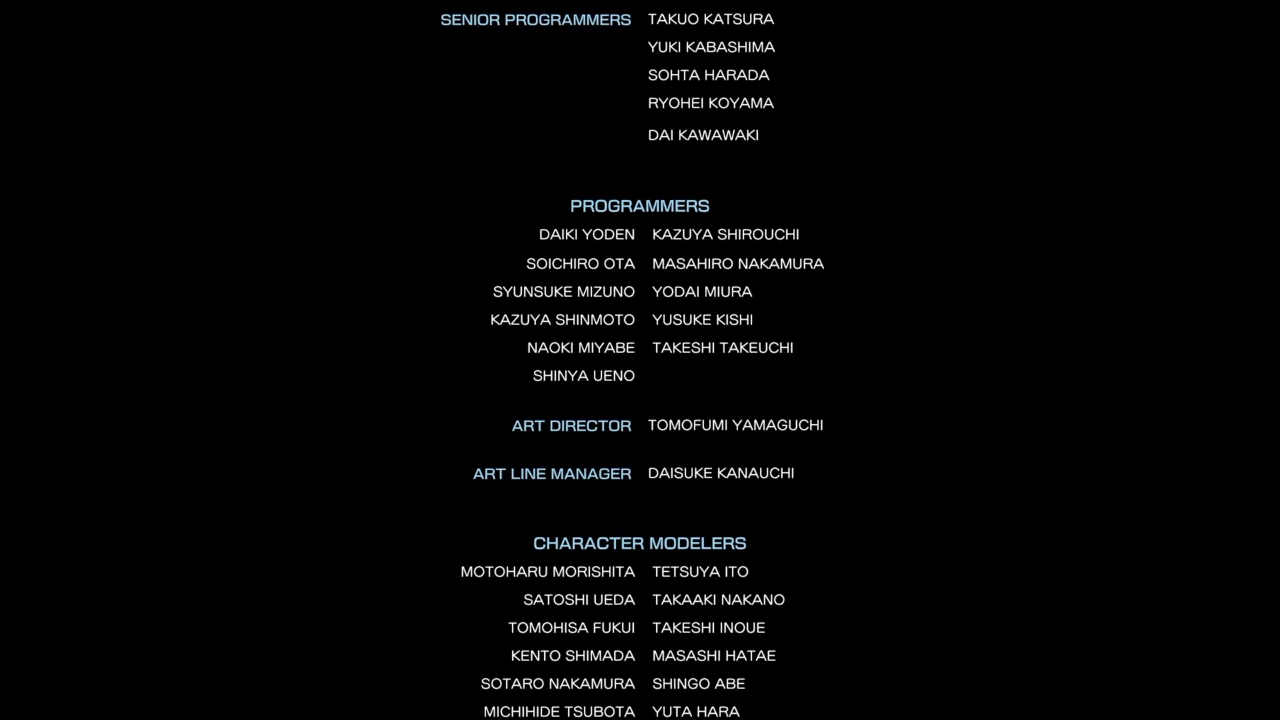 SENIOR PROGRAMMERS TAKUO KATSURA
YUKI KABASHIMA
SOHTA HARADA
RYOHEI KOYAMA
DAI KAWAWAKI
PROGRAMMERS
DAIKI YODEN KAZUYA SHIROUCHI
SOICHIRO OTA MASAHIRO NAKAMURA
SYUNSUKE MIZUNO YODAI MIURA
KAZUYA SHINMOTO YUSUKE KISHI
NAOKI MIYABE TAKESHI TAKEUCHI
SHINYA UENO
ART DIRECTOR TOMOFUMI YAMAGUCHI
ART LINE MANAGER DAISUKE KANAUCHI
CHARACTER MODELERS
MOTOHARU MORISHITA TETSUYA ITO
SATOSHI UEDA TAKAAKI NAKANO
TOMOHISA FUKUI TAKESHI INOUE
KENTO SHIMADA MASASHI HATAE
SOTARO NAKAMURA SHINGO ABE
MICHIHIDE TSUBOTA YUTA HARA